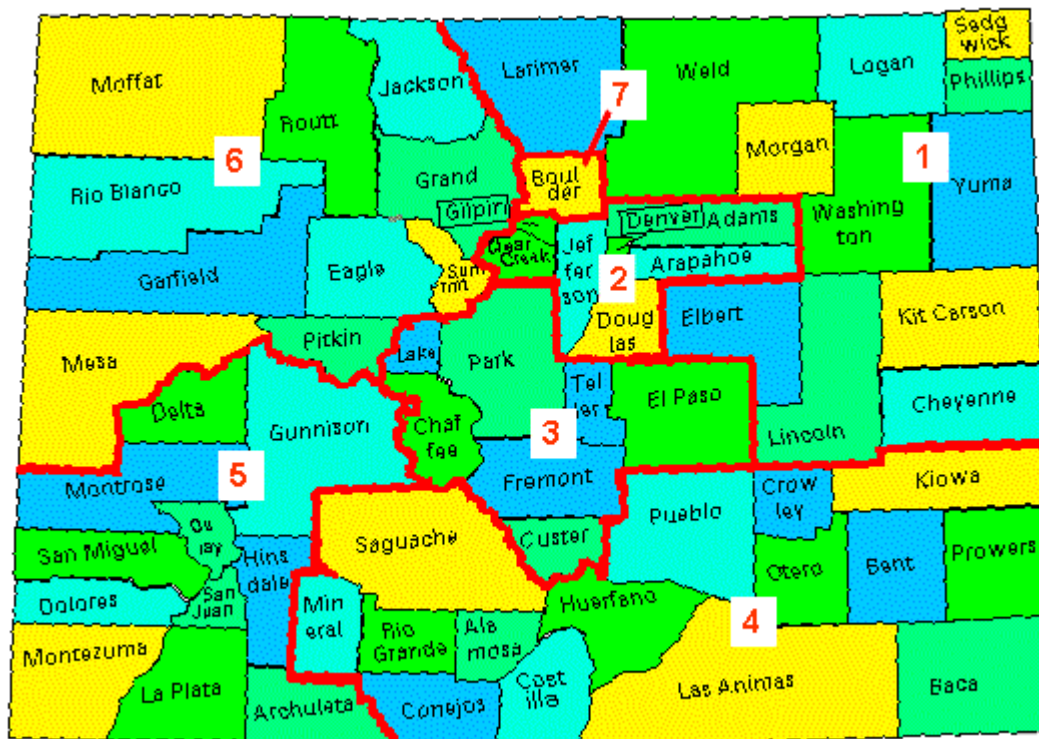 Moffat
Routt
Jackson
Larimer
Weld
Logan
Sedg
wick
Phillips
7
6
Rio Blanco
Grand
Boul
der
Morgan
1
Yuma
Gilpin
Denver
Adams
Washing
ton
Garfield
Eagle
Sum
mit
Clear
Creek
Jef
fer
son
2
Arapahoe
Mesa
Pitkin
Lake
Park
Doug
las
Elbert
Kit Carson
Delta
Gunnison
Chaf
fee
Tel
ler
El Paso
Lincoln
Cheyenne
3
Montrose
5
Fremont
Pueblo
Crow
ley
Kiowa
San Miguel
Ou
ray
Hins
dale
Saguache
Custer
Otero
Bent
Prowers
Dolores
San
Juan
Min
eral
Rio
Grande
Ala
mosa
Huerfano
4
Montezuma
La Plata
Archuleta
Conejos
Cost
illa
Las Animas
Baca